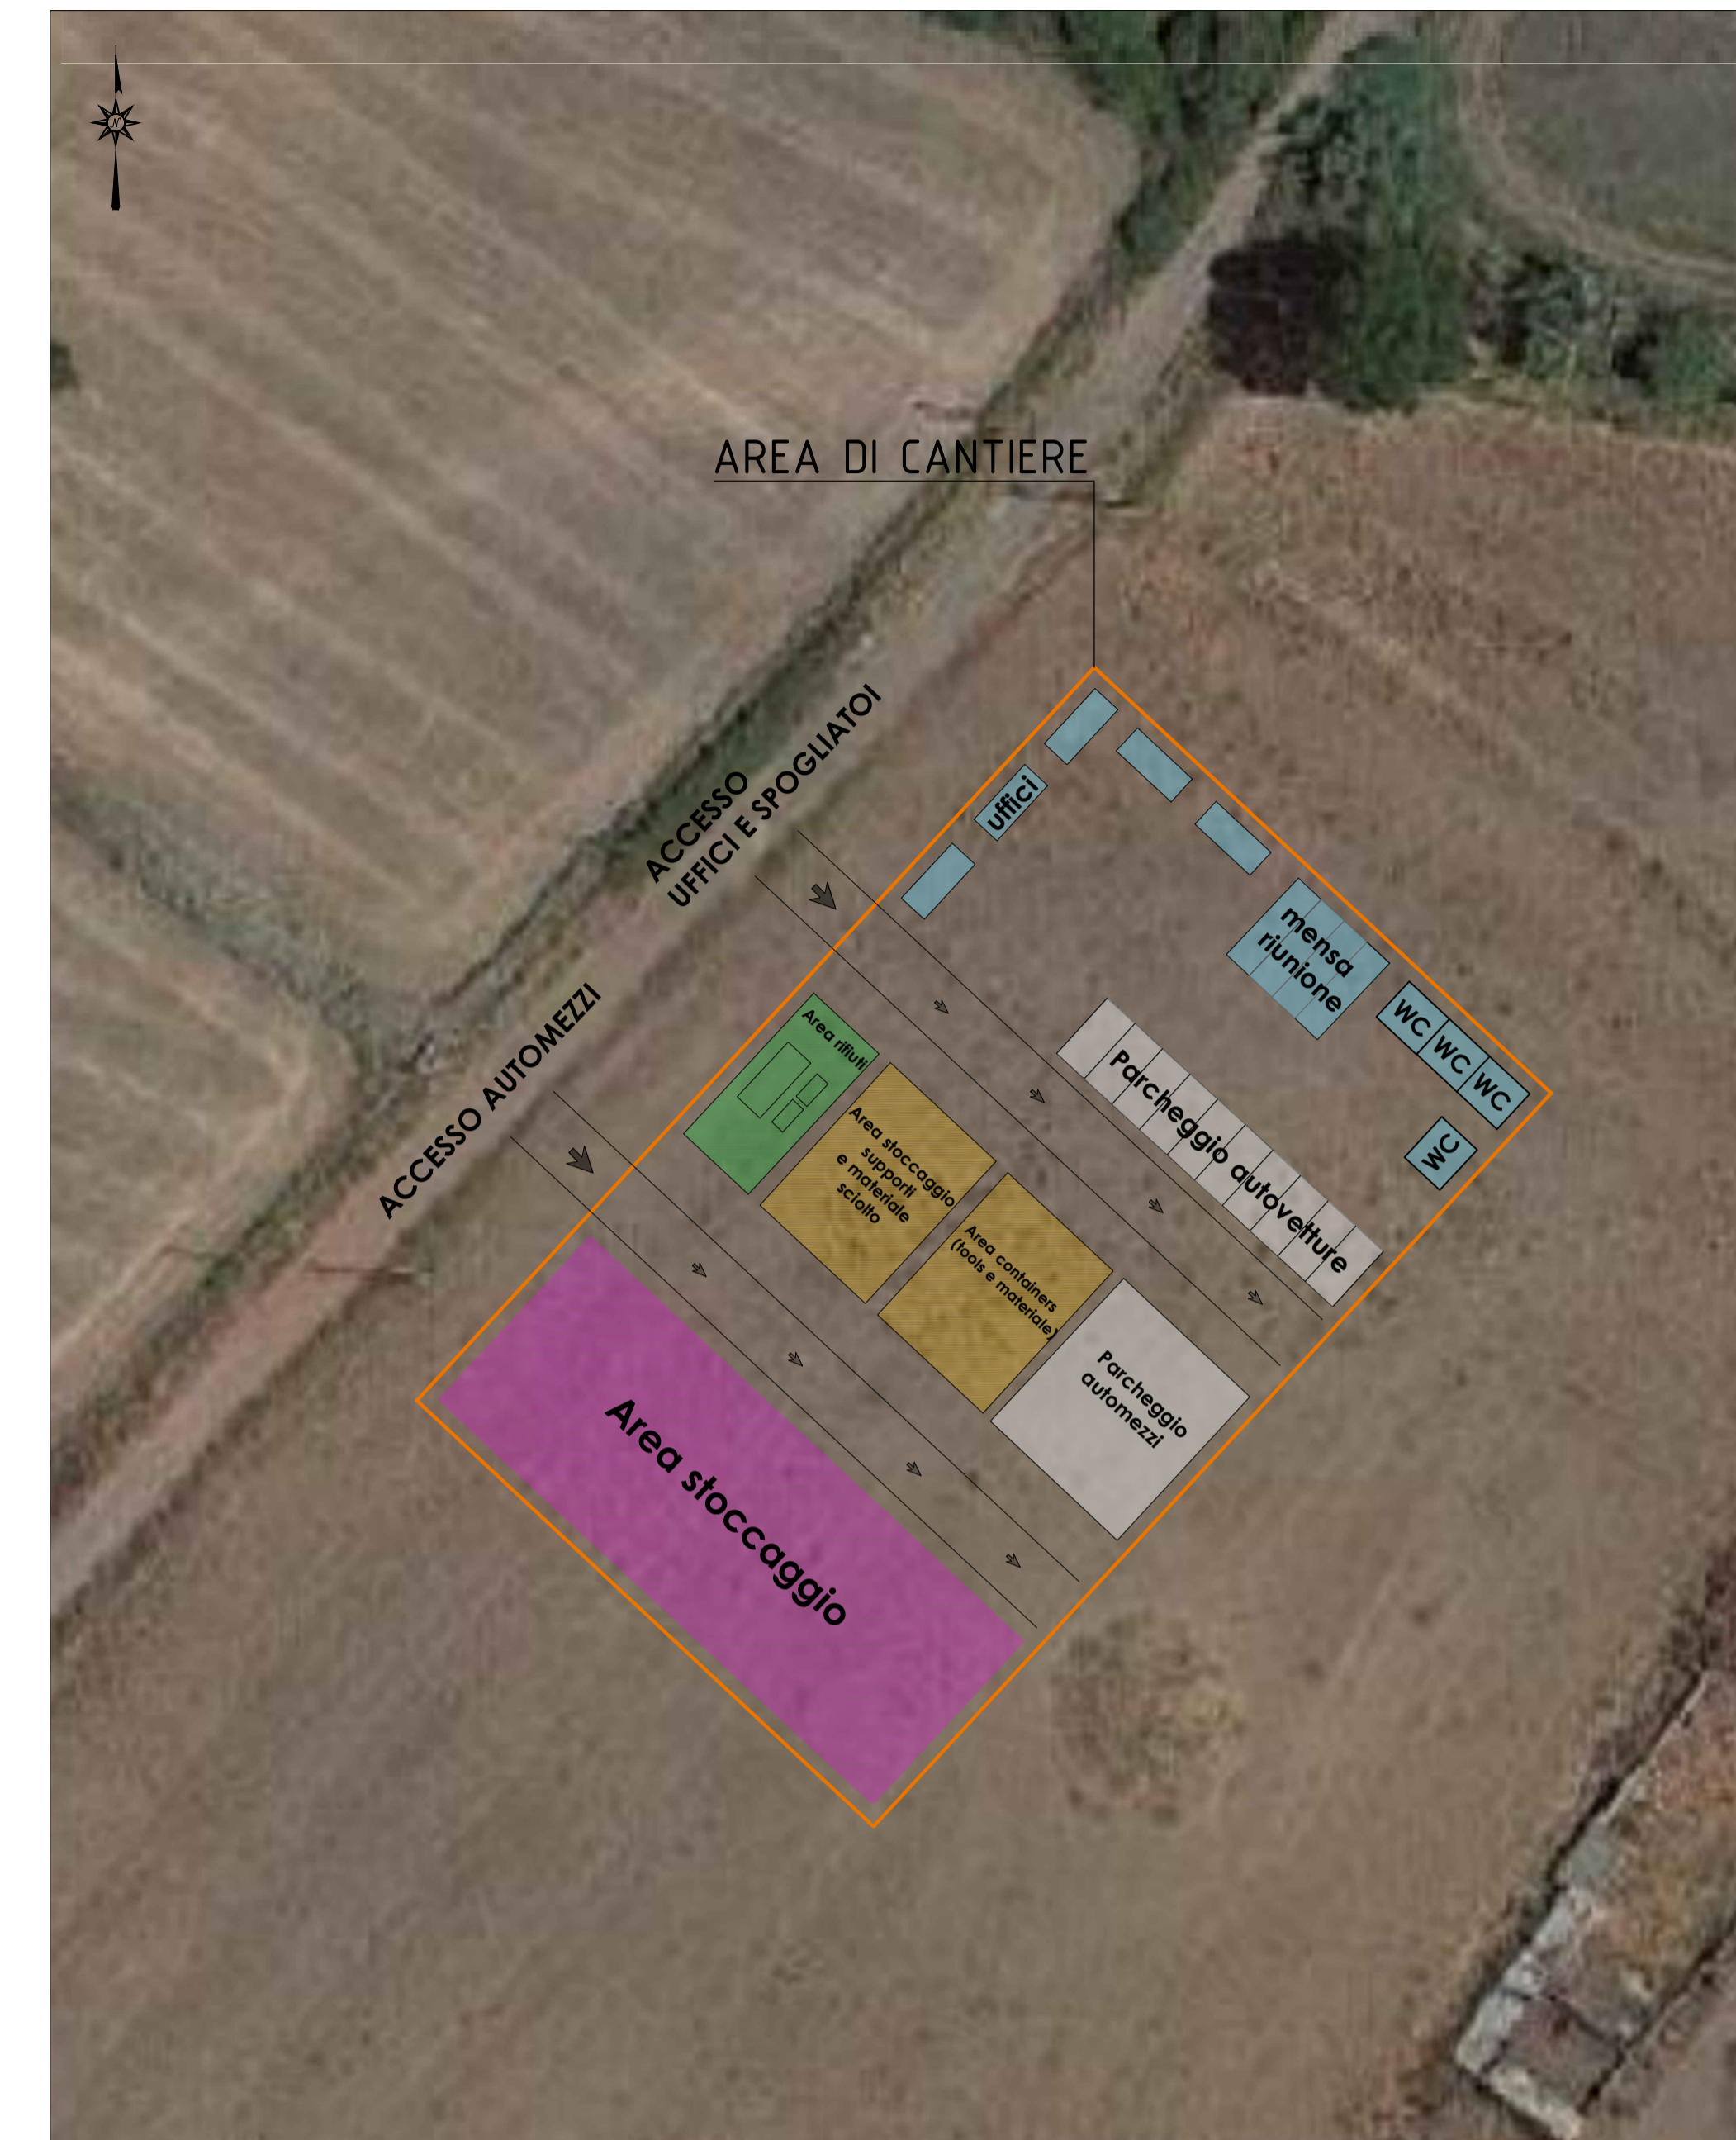 N
AREA DI CANTIERE
ACCESSO
UFFICI E SPOGLIATOI
uffici
mensa
riunione
WC WC WC
WC
Parcheggio autovetture
ACCESSO AUTOMEZZI
Area rifiuti
Area stoccaggio
supporti
e materiale
sciolto
Area containers
(tools e materiale)
Parcheggio
automezzi
Area stoccaggio